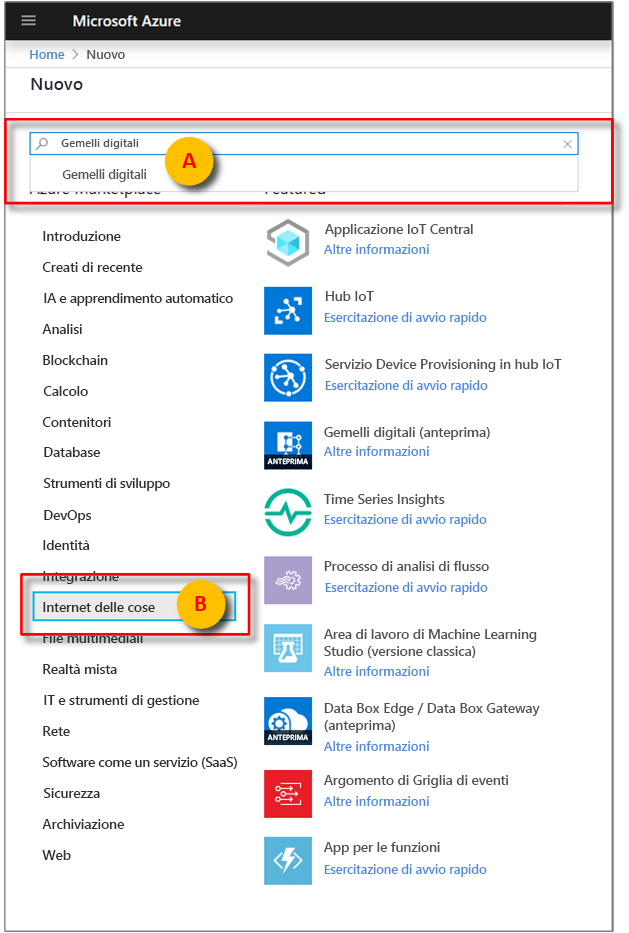 Microsoft Azure
Home > Nuovo
Nuovo
Gemelli digitali
A
Gemelli digitali
Azure Marketplace
Featured
Introduzione
Creati di recente
IA e apprendimento automatico
Analisi
Blockchain
Calcolo
Contenitori
Database
Strumenti di sviluppo
DevOps
Identità
Integrazione
Internet delle cose
B
File multimediali
Realtà mista
IT e strumenti di gestione
Rete
Software come un servizio (SaaS)
Sicurezza
Archiviazione
Web
Applicazione IoT Central
Altre informazioni
Hub IoT
Esercitazione di avvio rapido
Servizio Device Provisioning in hub IoT
Esercitazione di avvio rapido
ANTEPRIMA
Gemelli digitali (anteprima)
Altre informazioni
Time Series Insights
Esercitazione di avvio rapido
Processo di analisi di flusso
Esercitazione di avvio rapido
Area di lavoro di Machine Learning
Studio (versione classica)
Altre informazioni
ANTEPRIMA
Data Box Edge / Data Box Gateway
(anteprima)
Altre informazioni
Argomento di Griglia di eventi
Altre informazioni
App per le funzioni
Esercitazione di avvio rapido